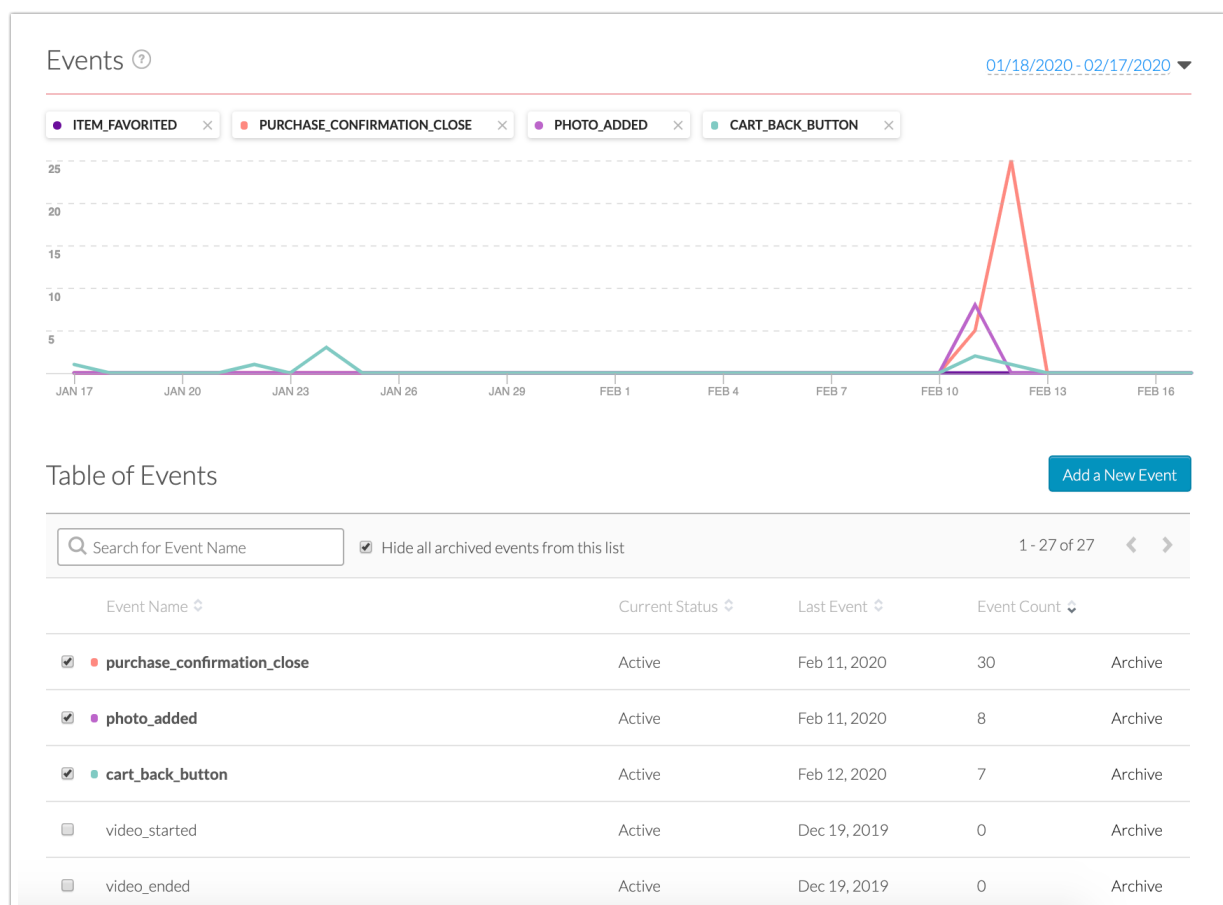 Events ?
01/18/2020 - 02/17/2020
ITEM_FAVORITED × PURCHASE_CONFIRMATION_CLOSE × PHOTO_ADDED × CART_BACK_BUTTON ×
25
20
15
10
5
JAN 17 JAN 20 JAN 23 JAN 26 JAN 29 FEB 1 FEB 4 FEB 7 FEB 10 FEB 13 FEB 16
Table of Events
Add a New Event
Search for Event Name Hide all archived events from this list 1 - 27 of 27
Event Name Current Status Last Event Event Count
purchase_confirmation_close Active Feb 11, 2020 30 Archive
photo_added Active Feb 11, 2020 8 Archive
cart_back_button Active Feb 12, 2020 7 Archive
video_started Active Dec 19, 2019 0 Archive
video_ended Active Dec 19, 2019 0 Archive